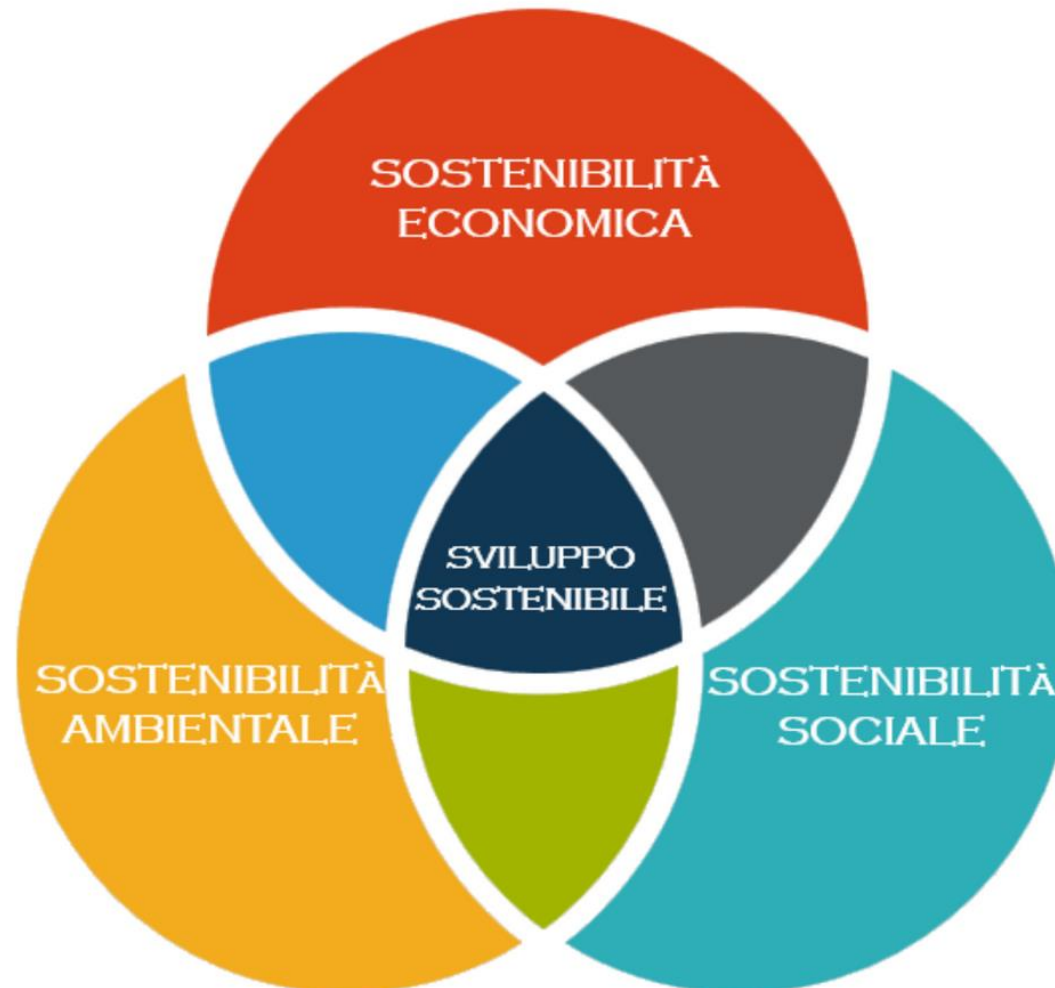 SOSTENIBILITà
ECONOMICA
SVILUPPO
SOSTENIBILE
SOSTENIBILITà
AMBIENTALE
SOSTENIBILITà
SOCIALE